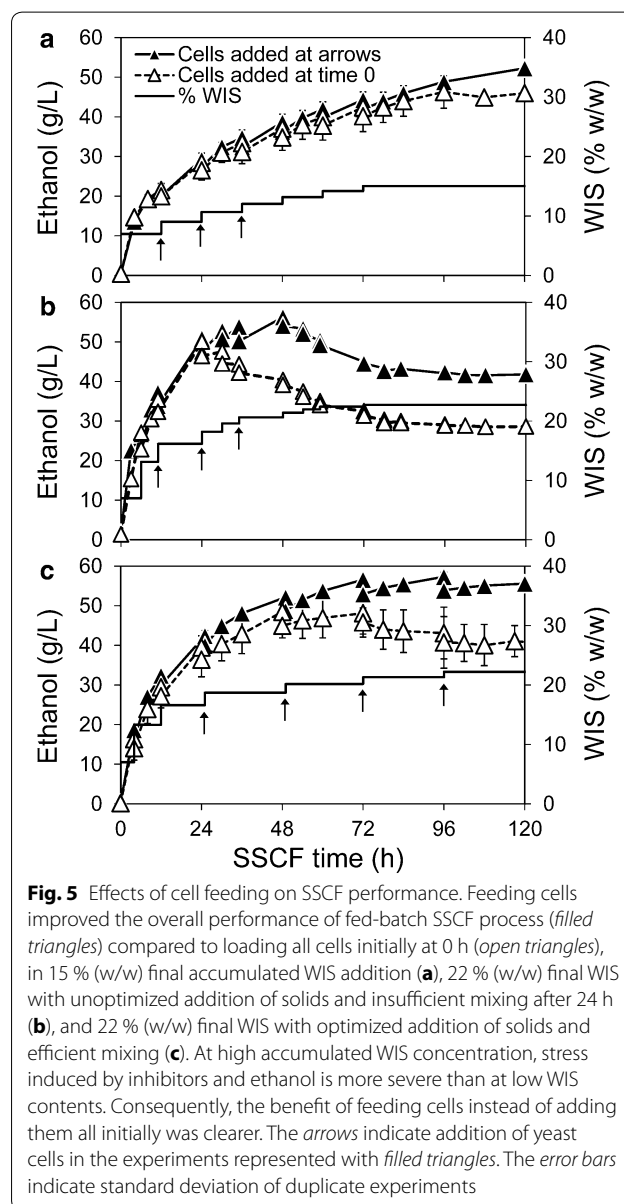 a
60
50
40
30
20
10
0
Ethanol (g/L)
Cells added at arrows
Cells added at time 0
% WIS
40
30
20
10
0
WIS (% w/w)
b
60
50
40
30
20
10
0
Ethanol (g/L)
40
30
20
10
0
WIS (% w/w)
c
60
50
40
30
20
10
0
Ethanol (g/L)
40
30
20
10
0
WIS (% w/w)
0 24 48 72 96 120
SSCF time (h)
Fig. 5 Effects of cell feeding on SSCF performance. Feeding cells
improved the overall performance of fed-batch SSCF process (filled
triangles) compared to loading all cells initially at 0 h (open triangles),
in 15 % (w/w) final accumulated WIS addition (a), 22 % (w/w) final WIS
with unoptimized addition of solids and insufficient mixing after 24 h
(b), and 22 % (w/w) final WIS with optimized addition of solids and
efficient mixing (c). At high accumulated WIS concentration, stress
induced by inhibitors and ethanol is more severe than at low WIS
contents. Consequently, the benefit of feeding cells instead of adding
them all initially was clearer. The arrows indicate addition of yeast
cells in the experiments represented with filled triangles. The error bars
indicate standard deviation of duplicate experiments